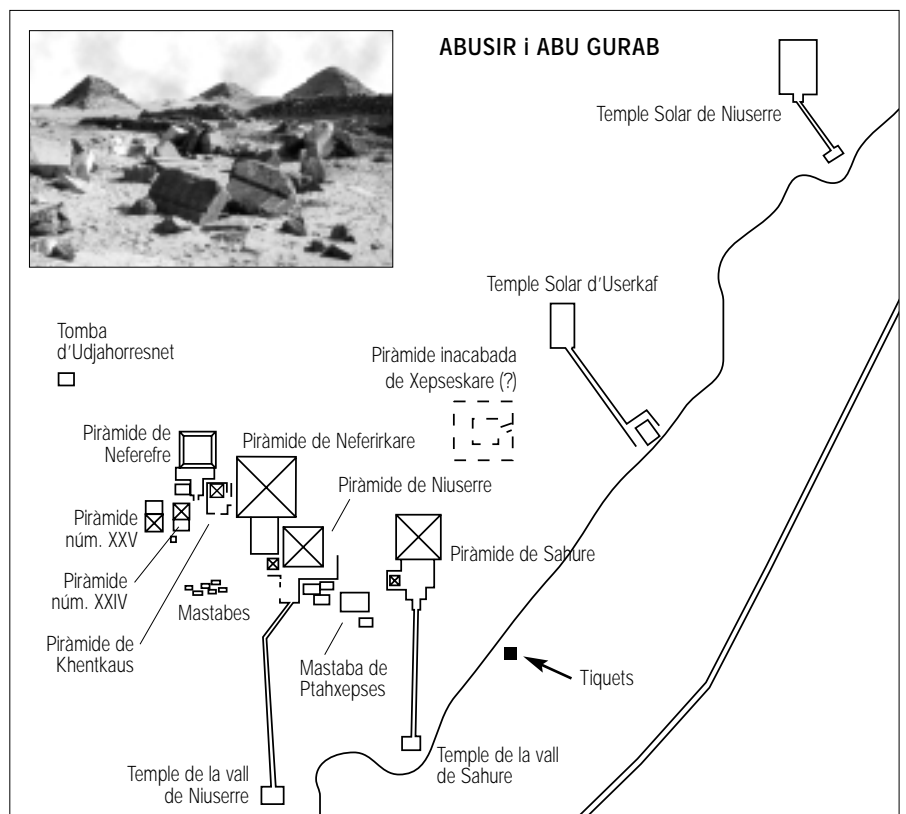 ABUSIR i ABU GURAB
Temple Solar de Niuserre
Temple Solar d'Userkaf
Tomba
d'Udjahorresnet
Piràmide inacabada
de Xepseskare (?)
Piràmide de
Neferefre
Piràmide de Neferirkare
Piràmide de Niuserre
Piràmide
núm. XXV
Piràmide de Sahure
Piràmide
núm. XXIV
Mastabes
Piràmide de
Khentkaus
Mastaba de
Ptahxepses
Tiquets
Temple de la vall
de Sahure
Temple de la vall
de Niuserre